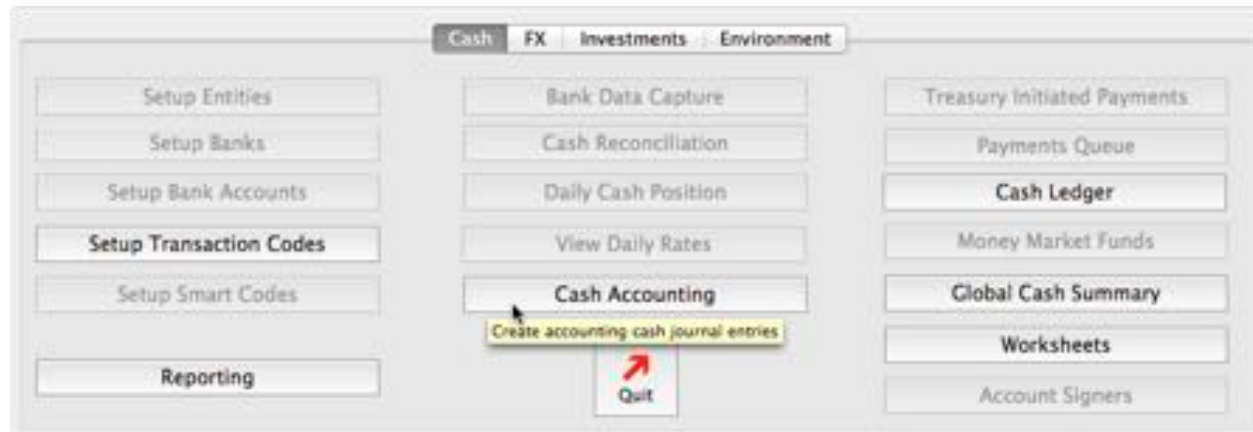 Cash FX Investments Environment
Setup Entities Bank Data Capture Treasury Initiated Payments
Setup Banks Cash Reconciliation Payments Queue
Setup Bank Accounts Daily Cash Position Cash Ledger
Setup Transaction Codes View Daily Rates Money Market Funds
Setup Smart Codes Cash Accounting Global Cash Summary
Create accounting cash journal entries
Worksheets
Reporting
Quit
Account Signers